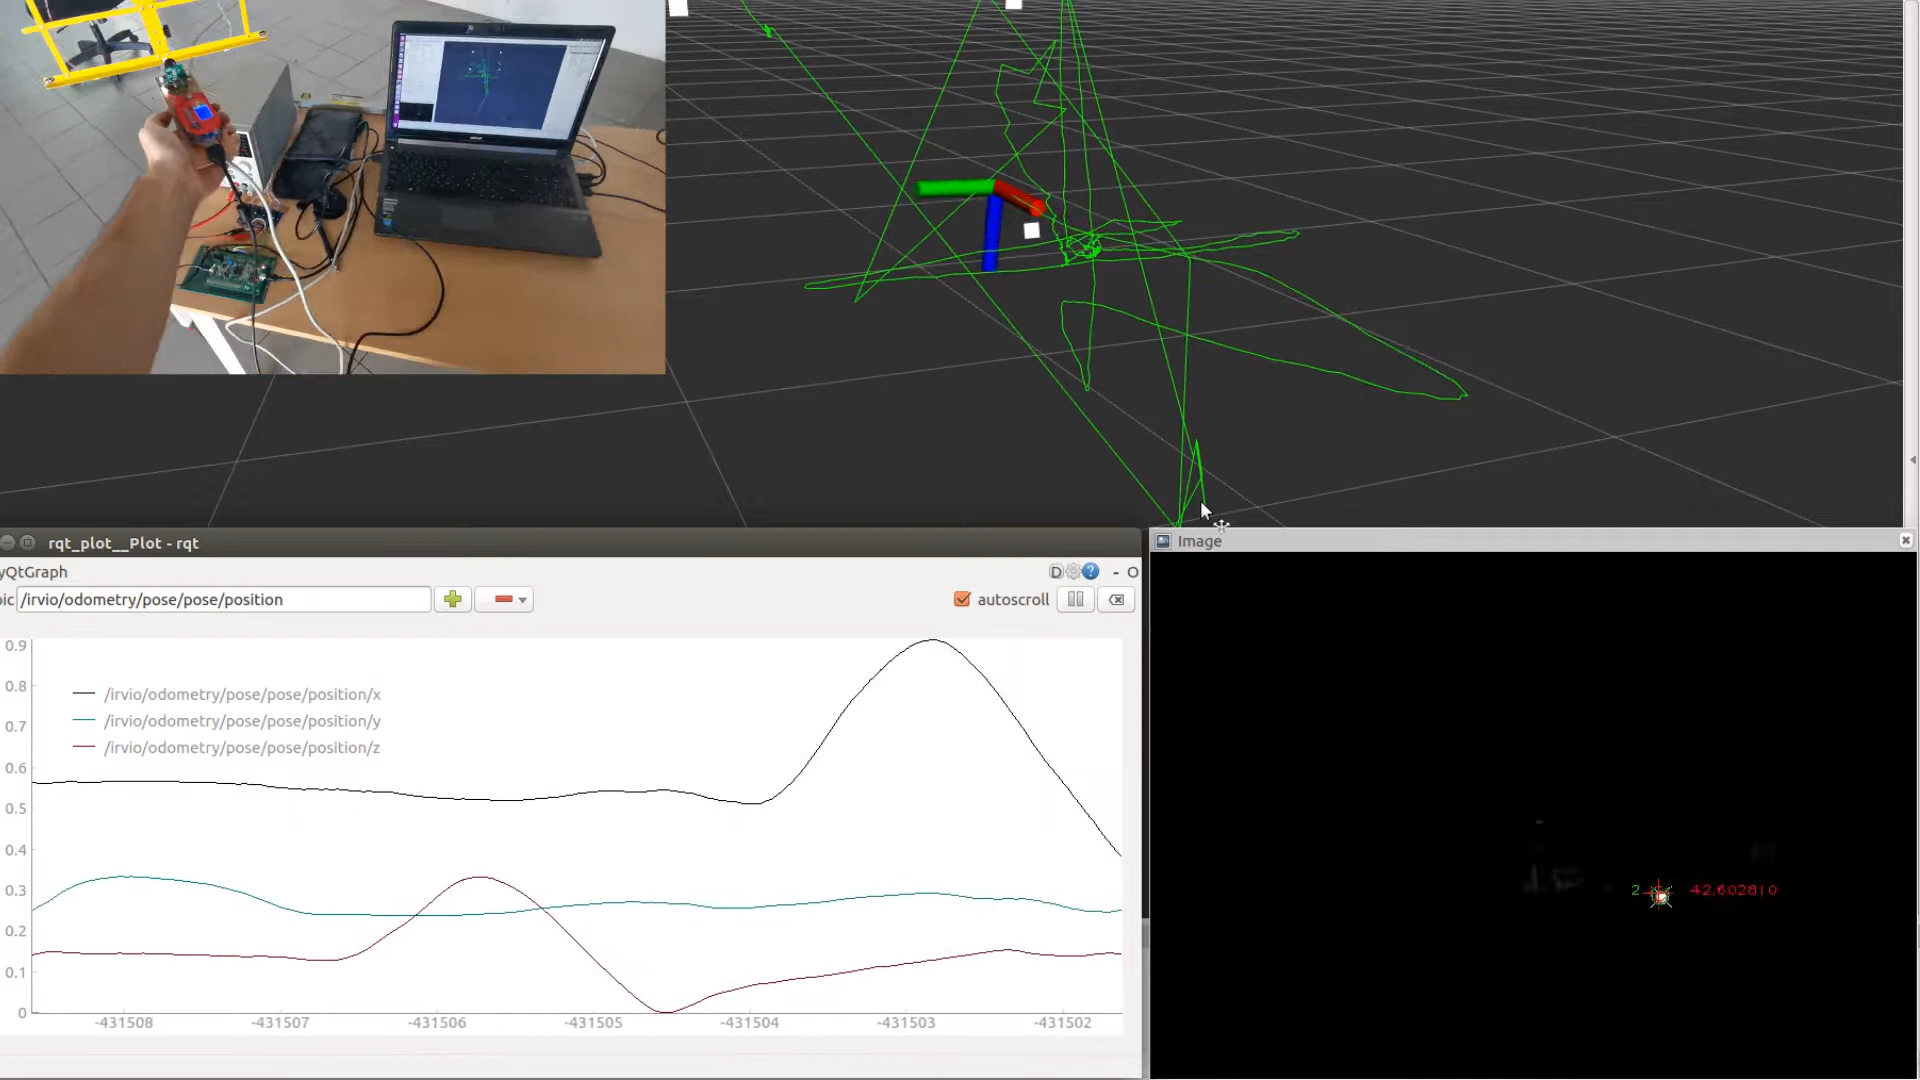 rqt_plot__Plot - rqt
Image
yQtGraph
D
- O
ic /irvio/odometry/pose/pose/position
autoscroll
0.9
0.8
0.7
0.6
0.5
0.4
0.3
0.2
0.1
0
/irvio/odometry/pose/pose/position/x
/irvio/odometry/pose/pose/position/y
/irvio/odometry/pose/pose/position/z
-431508 -431507 -431506 -431505 -431504 -431503 -431502
2 42.602810